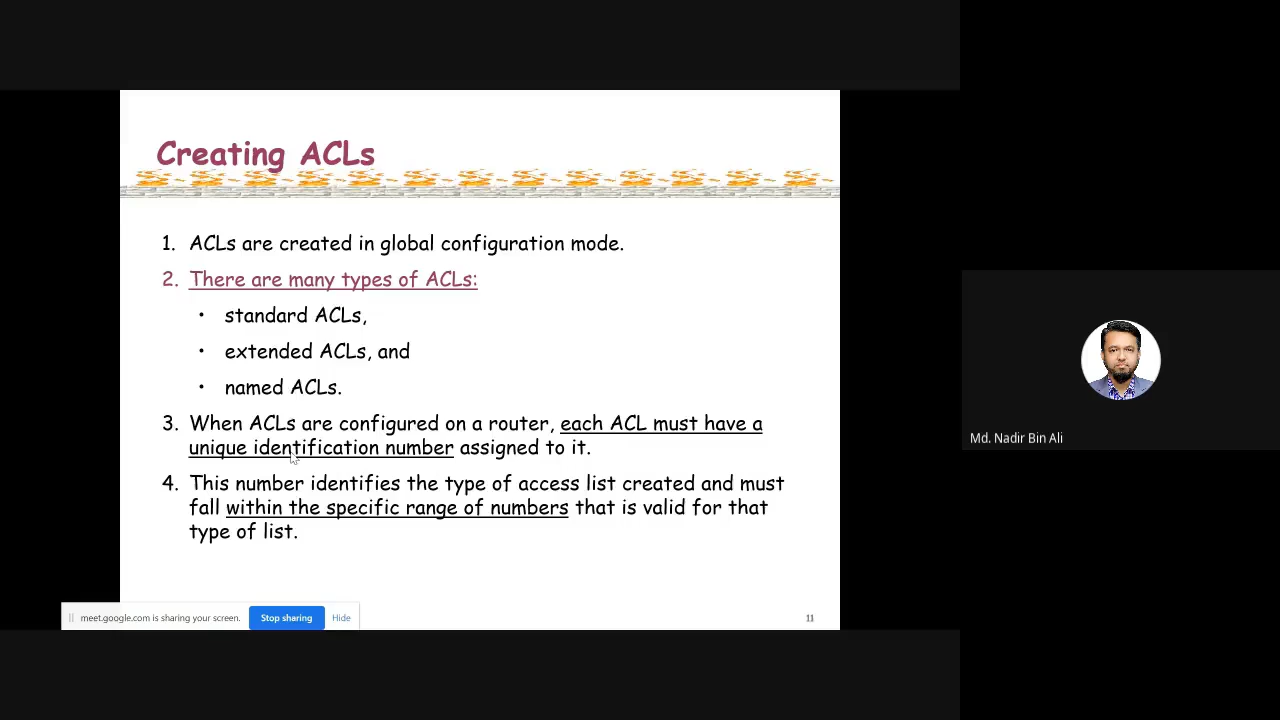 Creating ACLs
1. ACLs are created in global configuration mode.
2. There are many types of ACLs:
• standard ACLs,
• extended ACLs, and
• named ACLs.
3. When ACLs are configured on a router, each ACL must have a
unique identification number assigned to it.
4. This number identifies the type of access list created and must
fall within the specific range of numbers that is valid for that
type of list.
Md. Nadir Bin Ali
meet.google.com is sharing your screen. Stop sharing Hide
11